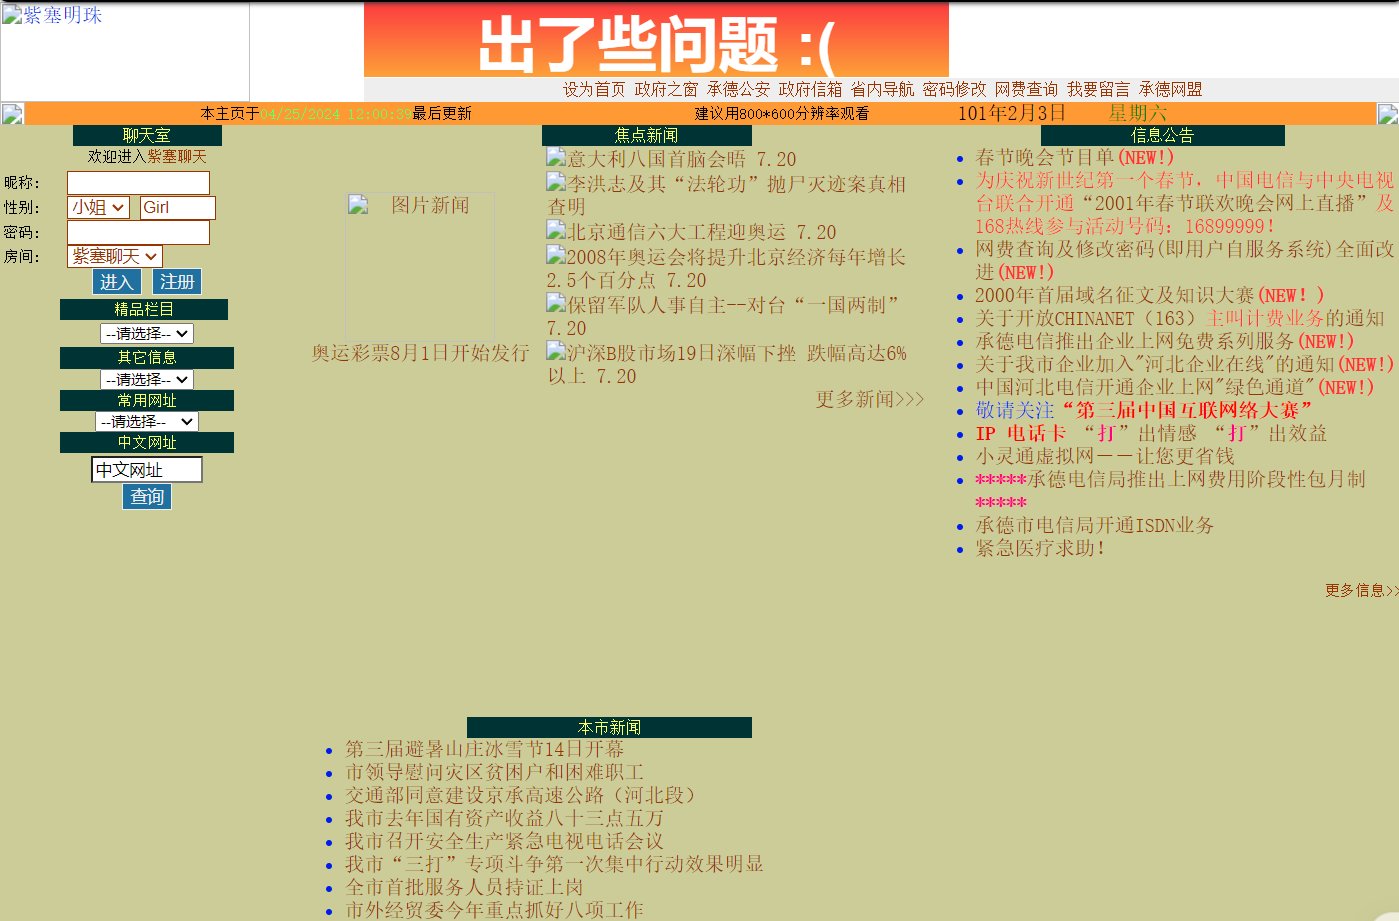 紫塞明珠
出了些问题 :(
设为首页 政府之窗 承德公安 政府信箱 省内导航 密码修改 网费查询 我要留言 承德网盟
本主页于04/25/2024 12:00:39最后更新 建议用800*600分辨率观看 101年2月3日 星期六
聊天室
欢迎进入紫塞聊天
昵称:
性别: 小姐 Girl
密码:
房间: 紫塞聊天
进入 注册
精品栏目
--请选择--
其它信息
--请选择--
常用网址
--请选择--
中文网址
中文网址
查询
图片新闻
奥运彩票8月1日开始发行
焦点新闻
意大利八国首脑会晤 7.20
李洪志及其“法轮功”抛尸灭迹案真相
查明
北京通信六大工程迎奥运 7.20
2008年奥运会将提升北京经济每年增长
2.5个百分点 7.20
保留军队人事自主--对台“一国两制”
7.20
沪深B股市场19日深幅下挫 跌幅高达6%
以上 7.20
更多新闻>>>
信息公告
春节晚会节目单(NEW!)
为庆祝新世纪第一个春节，中国电信与中央电视
台联合开通“2001年春节联欢晚会网上直播”及
168热线参与活动号码：16899999!
网费查询及修改密码(即用户自服务系统)全面改
进(NEW!)
2000年首届域名征文及知识大赛(NEW！)
关于开放CHINANET（163）主叫计费业务的通知
承德电信推出企业上网免费系列服务(NEW!)
关于我市企业加入"河北企业在线"的通知(NEW!)
中国河北电信开通企业上网"绿色通道"(NEW!)
敬请关注“第三届中国互联网络大赛”
IP 电话卡 “打”出情感 “打”出效益
小灵通虚拟网－－让您更省钱
*****承德电信局推出上网费用阶段性包月制
*****
承德市电信局开通ISDN业务
紧急医疗求助!
更多信息>>
本市新闻
第三届避暑山庄冰雪节14日开幕
市领导慰问灾区贫困户和困难职工
交通部同意建设京承高速公路（河北段）
我市去年国有资产收益八十三点五万
我市召开安全生产紧急电视电话会议
我市“三打”专项斗争第一次集中行动效果明显
全市首批服务人员持证上岗
市外经贸委今年重点抓好八项工作